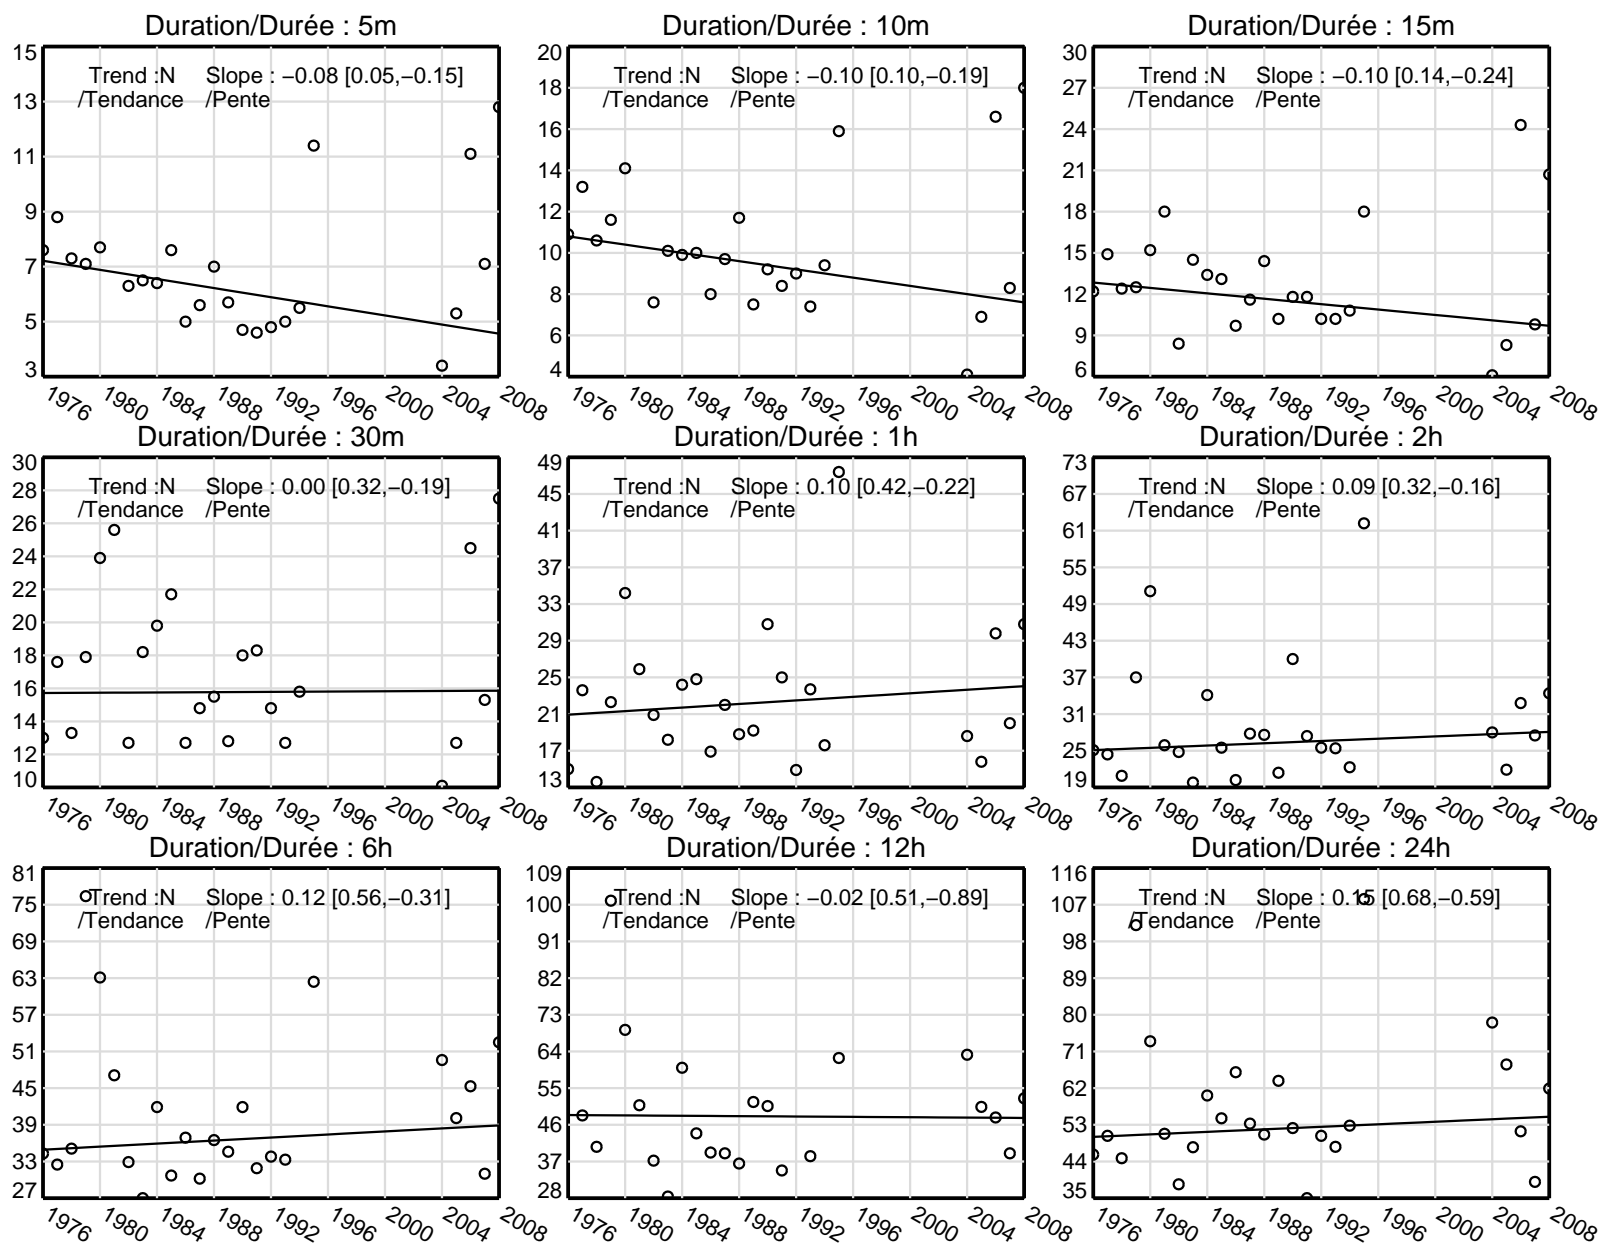 Duration/Durée : 5m
Trend :N Slope : −0.08 [0.05,−0.15]
/Tendance /Pente
15
13
11
9
7
5
3
1976 1980 1984 1988 1992 1996 2000 2004 2008
Duration/Durée : 10m
Trend :N Slope : −0.10 [0.10,−0.19]
/Tendance /Pente
20
18
16
14
12
10
8
6
4
1976 1980 1984 1988 1992 1996 2000 2004 2008
Duration/Durée : 15m
Trend :N Slope : −0.10 [0.14,−0.24]
/Tendance /Pente
30
27
24
21
18
15
12
9
6
1976 1980 1984 1988 1992 1996 2000 2004 2008
Duration/Durée : 30m
Trend :N Slope : 0.00 [0.32,−0.19]
/Tendance /Pente
30
28
26
24
22
20
18
16
14
12
10
1976 1980 1984 1988 1992 1996 2000 2004 2008
Duration/Durée : 1h
Trend :N Slope : 0.10 [0.42,−0.22]
/Tendance /Pente
49
45
41
37
33
29
25
21
17
13
1976 1980 1984 1988 1992 1996 2000 2004 2008
Duration/Durée : 2h
Trend :N Slope : 0.09 [0.32,−0.16]
/Tendance /Pente
73
67
61
55
49
43
37
31
25
19
1976 1980 1984 1988 1992 1996 2000 2004 2008
Duration/Durée : 6h
Trend :N Slope : 0.12 [0.56,−0.31]
/Tendance /Pente
81
75
69
63
57
51
45
39
33
27
1976 1980 1984 1988 1992 1996 2000 2004 2008
Duration/Durée : 12h
Trend :N Slope : −0.02 [0.51,−0.89]
/Tendance /Pente
109
100
91
82
73
64
55
46
37
28
1976 1980 1984 1988 1992 1996 2000 2004 2008
Duration/Durée : 24h
Trend :N Slope : 0.15 [0.68,−0.59]
/Tendance /Pente
116
107
98
89
80
71
62
53
44
35
1976 1980 1984 1988 1992 1996 2000 2004 2008